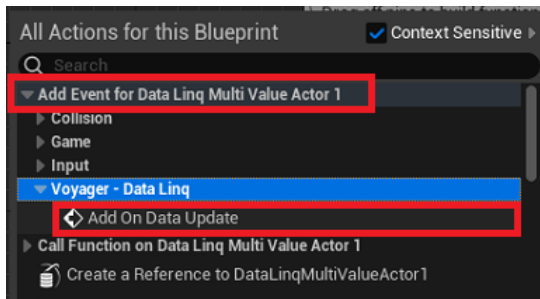 All Actions for this Blueprint
Context Sensitive
Search
Add Event for Data Linq Multi Value Actor 1
Collision
Game
Input
Voyager - Data Linq
Add On Data Update
Call Function on Data Linq Multi Value Actor 1
Create a Reference to DataLinqMultiValueActor1